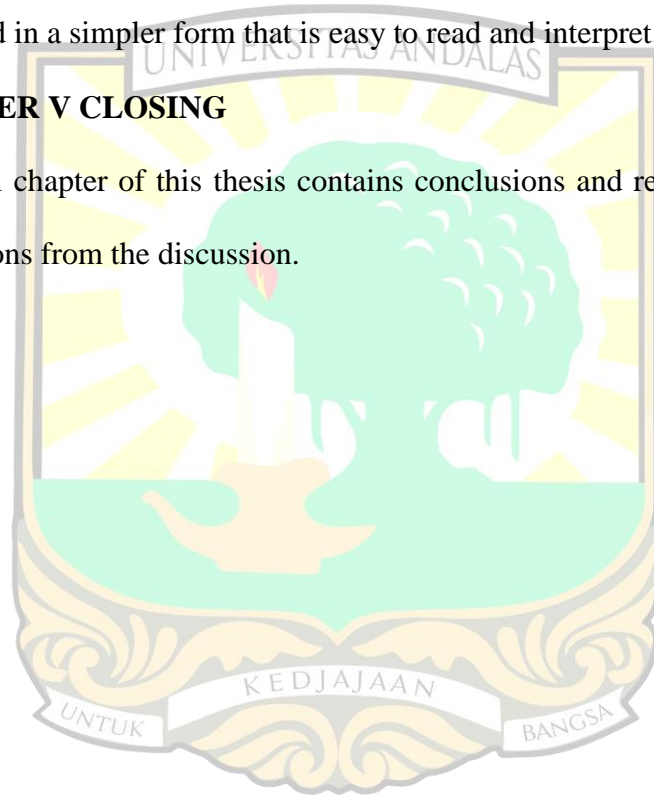 d in a simpler form that is easy to read and interpret
UNIVERSITAS ANDALAS
ER V CLOSING
chapter of this thesis contains conclusions and re
ons from the discussion.
KEDJAJAAN
UNTUK
BANGSA